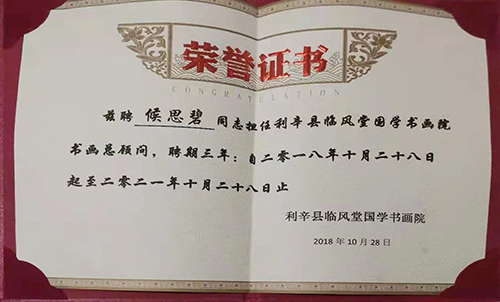 荣誉证书
CONGRATULATION
兹聘 候思碧 同志担任利辛县临风堂国学书画院
书画总顾问，聘期三年：自二零一八年十月二十八日
起至二零二一年十月二十八日止
利辛县临风堂国学书画院
2018 年 10 月 28 日